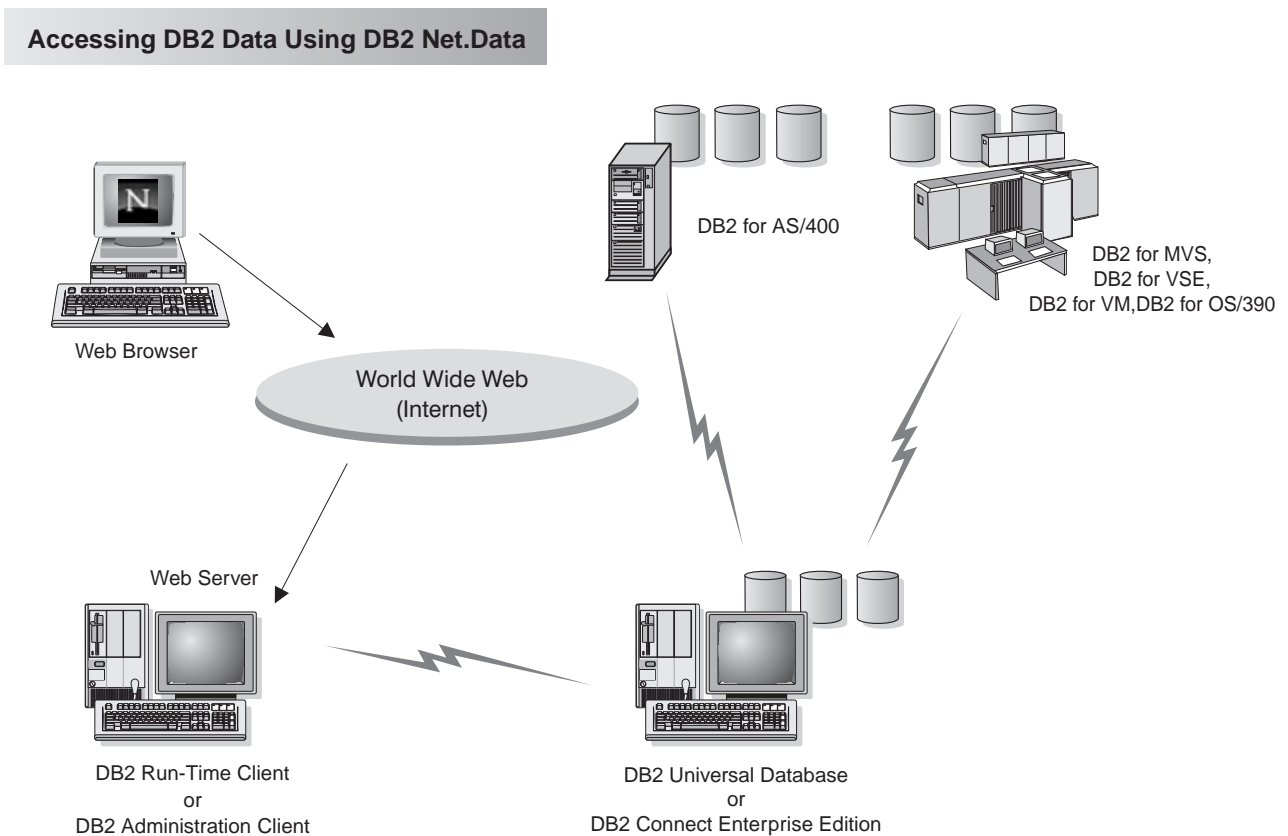 Accessing DB2 Data Using DB2 Net.Data
N
DB2 for AS/400
DB2 for MVS,
DB2 for VSE,
DB2 for VM,DB2 for OS/390
Web Browser
World Wide Web
(Internet)
Web Server
DB2 Run-Time Client
or
DB2 Administration Client
DB2 Universal Database
or
DB2 Connect Enterprise Edition